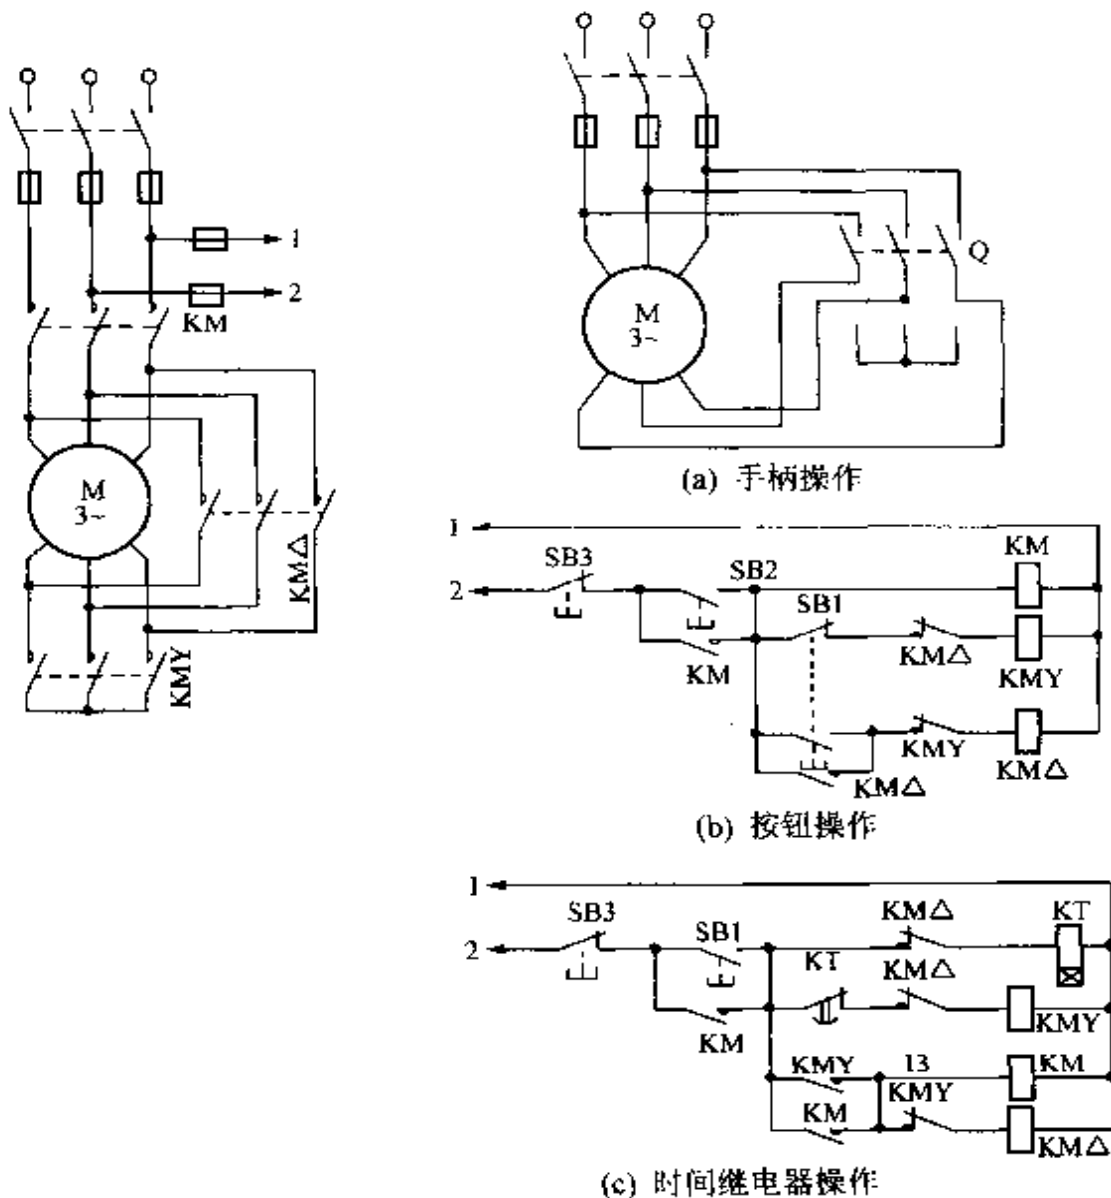 1
2
KM
M
3~
KM△
KMY
M
3~
Q
(a) 手柄操作
1
KM
SB3
SB2
2
SB1
KM
KM△
KMY
KMY
KM△
KM△
(b) 按钮操作
1
KM△
KT
SB3
SB1
2
KT
KM△
KM
KMY
KMY
13
KM
KM
KMY
KM△
(c) 时间继电器操作